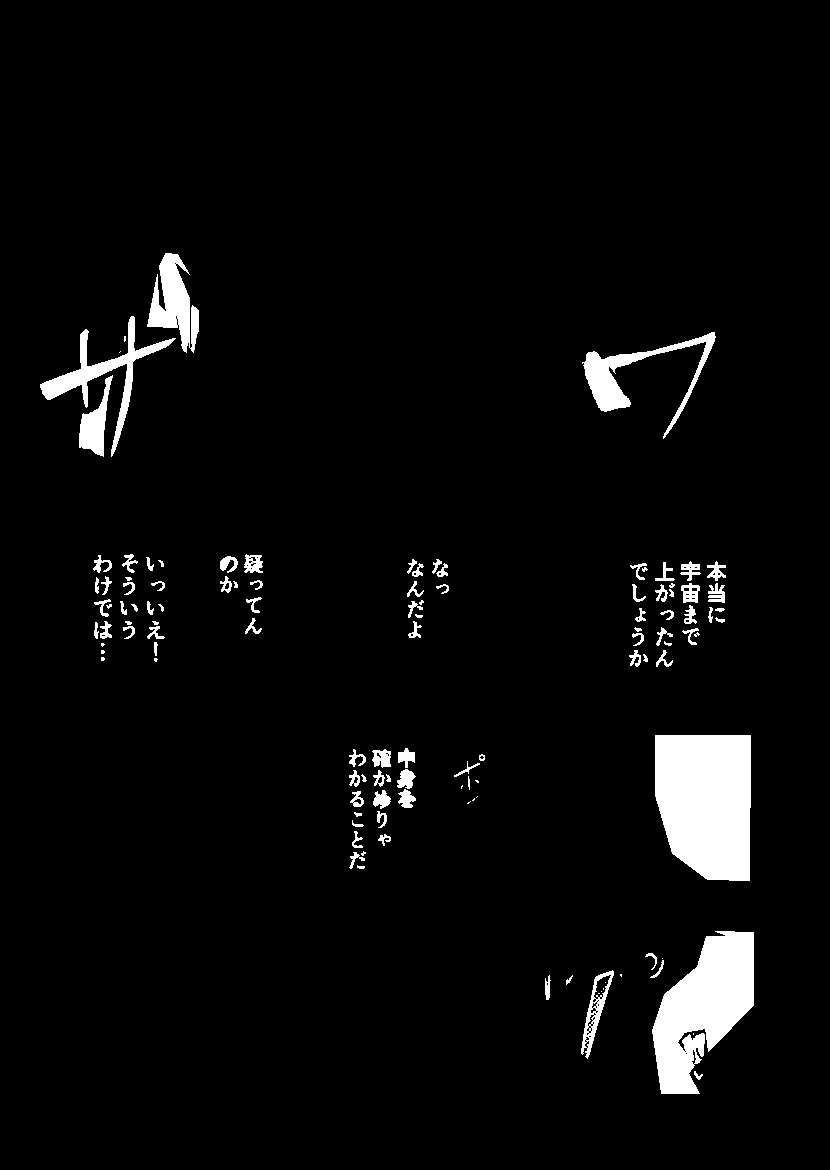 ワ
ザ
本当に
宇宙まで
上がったん
でしょうか
なっ
なんだよ
疑ってん
のか
いっいえ！
そういう
わけでは…
ポン
中身を
確かめりゃ
わかることだ